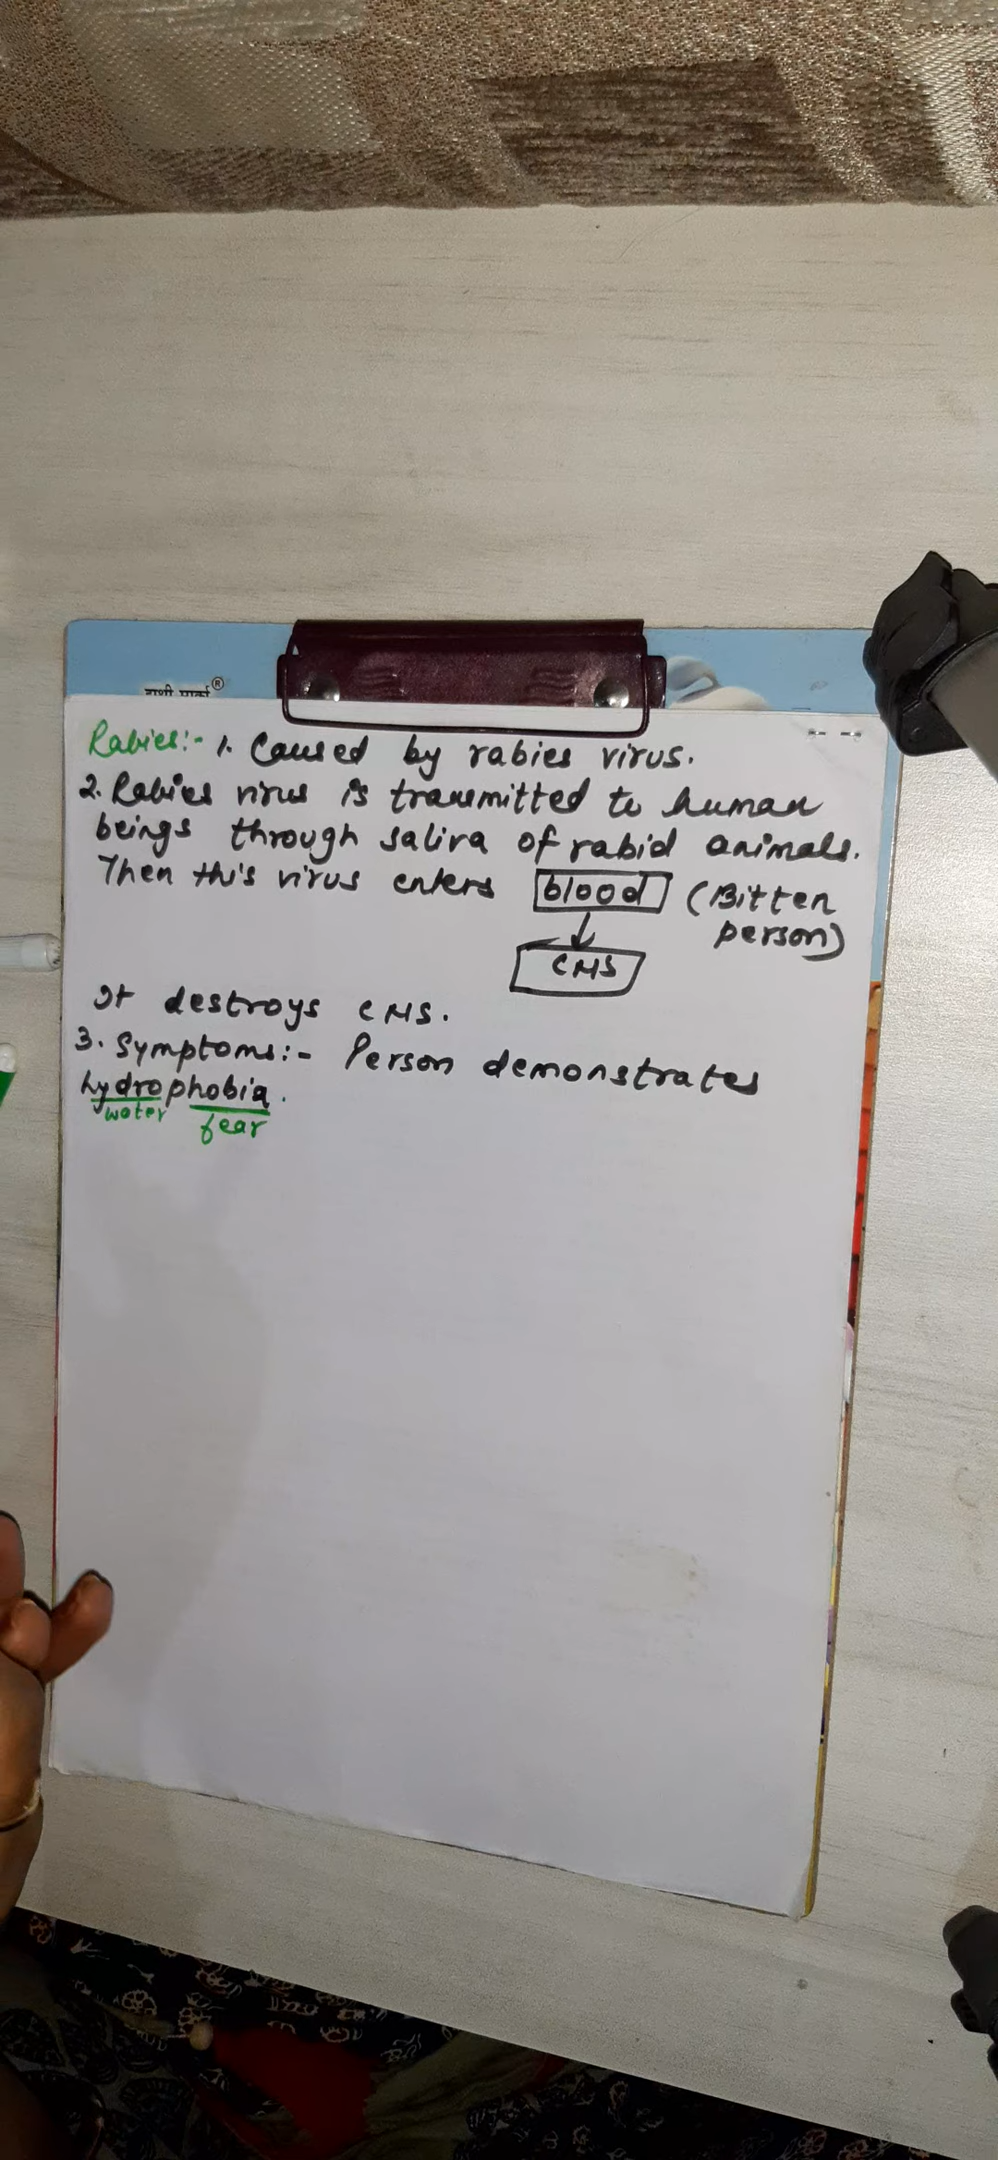 Rabies:- 1. Caused by rabies virus.
2. Rabies virus is transmitted to human
beings through saliva of rabid animals.
Then this virus enters blood (Bitten
person)
CNS
It destroys CNS.
3. Symptoms:- Person demonstrates
hydrophobia.
water fear